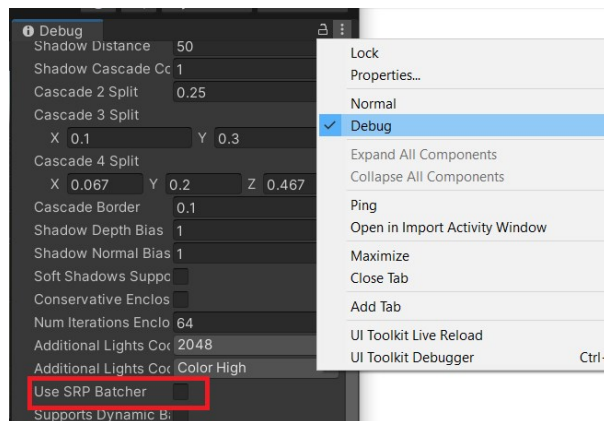 Debug
Shadow Distance 50
Shadow Cascade Cc 1
Cascade 2 Split 0.25
Cascade 3 Split
X 0.1 Y 0.3
Cascade 4 Split
X 0.067 Y 0.2 Z 0.467
Cascade Border 0.1
Shadow Depth Bias 1
Shadow Normal Bias 1
Soft Shadows Suppc
Conservative Enclos
Num Iterations Enclo 64
Additional Lights Coc 2048
Additional Lights Coc Color High
Use SRP Batcher
Supports Dynamic Ba
Lock
Properties...
Normal
Debug
Expand All Components
Collapse All Components
Ping
Open in Import Activity Window
Maximize
Close Tab
Add Tab
UI Toolkit Live Reload
UI Toolkit Debugger Ctrl+